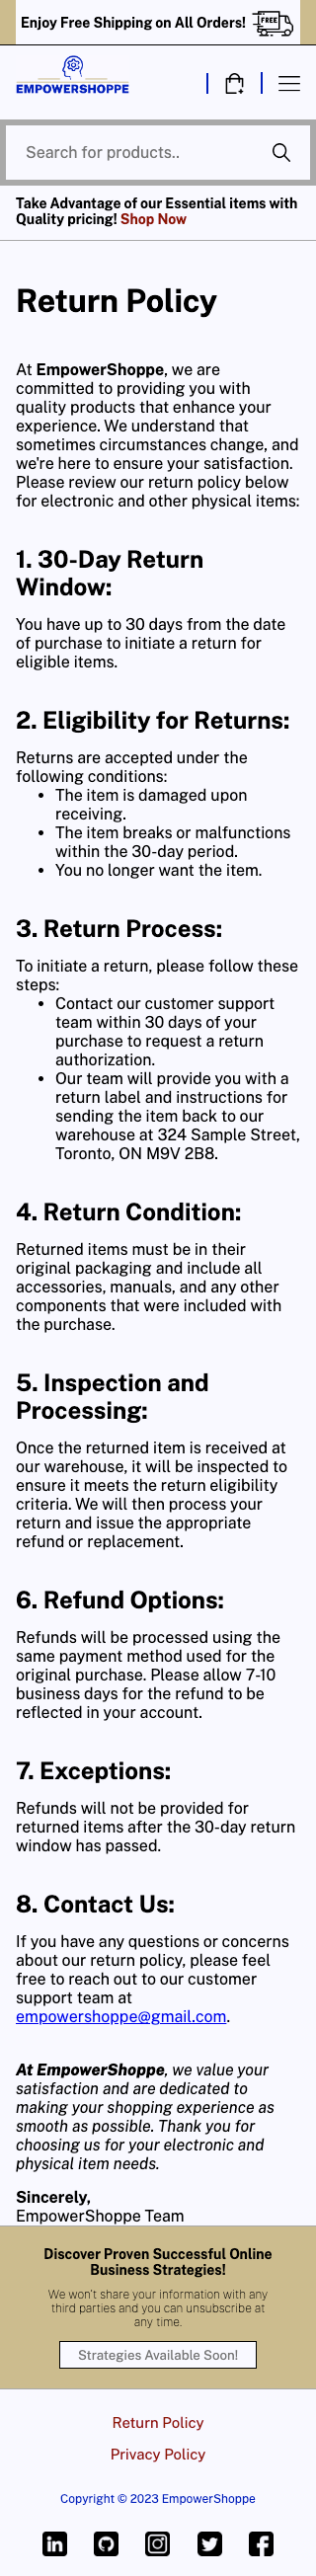 Enjoy Free Shipping on All Orders!
FREE
EMPOWERSHOPPE
Search for products..
Take Advantage of our Essential items with
Quality pricing! Shop Now
Return Policy
At EmpowerShoppe, we are
committed to providing you with
quality products that enhance your
experience. We understand that
sometimes circumstances change, and
we're here to ensure your satisfaction.
Please review our return policy below
for electronic and other physical items:
1. 30-Day Return
Window:
You have up to 30 days from the date
of purchase to initiate a return for
eligible items.
2. Eligibility for Returns:
Returns are accepted under the
following conditions:
• The item is damaged upon
receiving.
• The item breaks or malfunctions
within the 30-day period.
• You no longer want the item.
3. Return Process:
To initiate a return, please follow these
steps:
• Contact our customer support
team within 30 days of your
purchase to request a return
authorization.
• Our team will provide you with a
return label and instructions for
sending the item back to our
warehouse at 324 Sample Street,
Toronto, ON M9V 2B8.
4. Return Condition:
Returned items must be in their
original packaging and include all
accessories, manuals, and any other
components that were included with
the purchase.
5. Inspection and
Processing:
Once the returned item is received at
our warehouse, it will be inspected to
ensure it meets the return eligibility
criteria. We will then process your
return and issue the appropriate
refund or replacement.
6. Refund Options:
Refunds will be processed using the
same payment method used for the
original purchase. Please allow 7-10
business days for the refund to be
reflected in your account.
7. Exceptions:
Refunds will not be provided for
returned items after the 30-day return
window has passed.
8. Contact Us:
If you have any questions or concerns
about our return policy, please feel
free to reach out to our customer
support team at
empowershoppe@gmail.com.
At EmpowerShoppe, we value your
satisfaction and are dedicated to
making your shopping experience as
smooth as possible. Thank you for
choosing us for your electronic and
physical item needs.
Sincerely,
EmpowerShoppe Team
Discover Proven Successful Online
Business Strategies!
We won't share your information with any
third parties and you can unsubscribe at
any time.
Strategies Available Soon!
Return Policy
Privacy Policy
Copyright © 2023 EmpowerShoppe